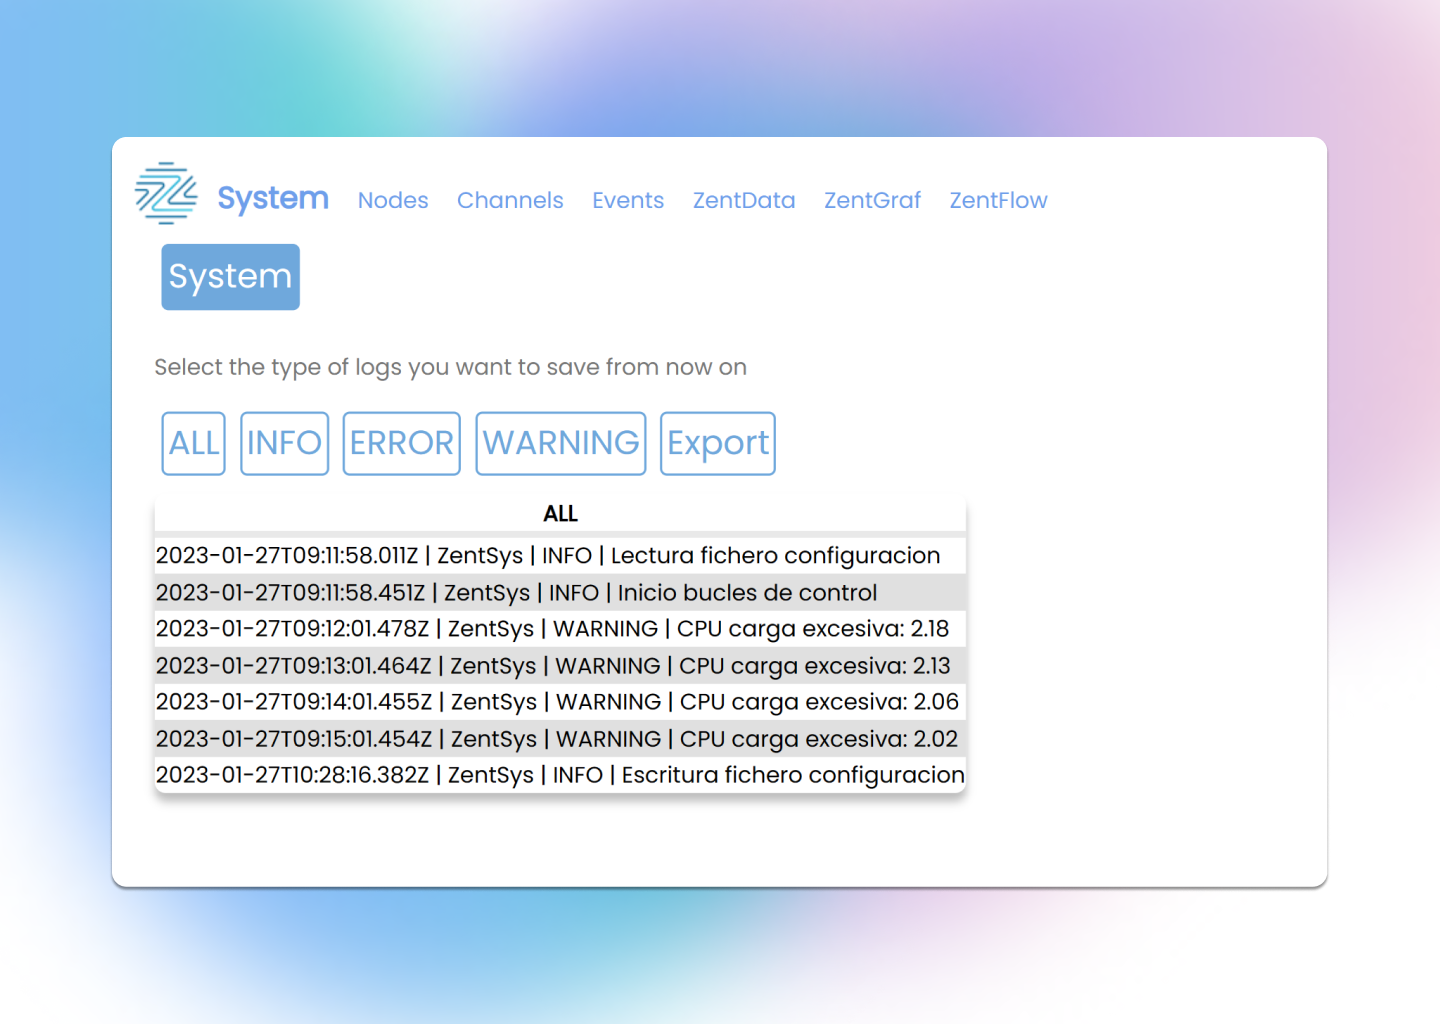 System Nodes Channels Events ZentData ZentGraf ZentFlow
System
Select the type of logs you want to save from now on
ALL INFO ERROR WARNING Export
ALL
2023-01-27T09:11:58.011Z | ZentSys | INFO | Lectura fichero configuracion
2023-01-27T09:11:58.451Z | ZentSys | INFO | Inicio bucles de control
2023-01-27T09:12:01.478Z | ZentSys | WARNING | CPU carga excesiva: 2.18
2023-01-27T09:13:01.464Z | ZentSys | WARNING | CPU carga excesiva: 2.13
2023-01-27T09:14:01.455Z | ZentSys | WARNING | CPU carga excesiva: 2.06
2023-01-27T09:15:01.454Z | ZentSys | WARNING | CPU carga excesiva: 2.02
2023-01-27T10:28:16.382Z | ZentSys | INFO | Escritura fichero configuracion